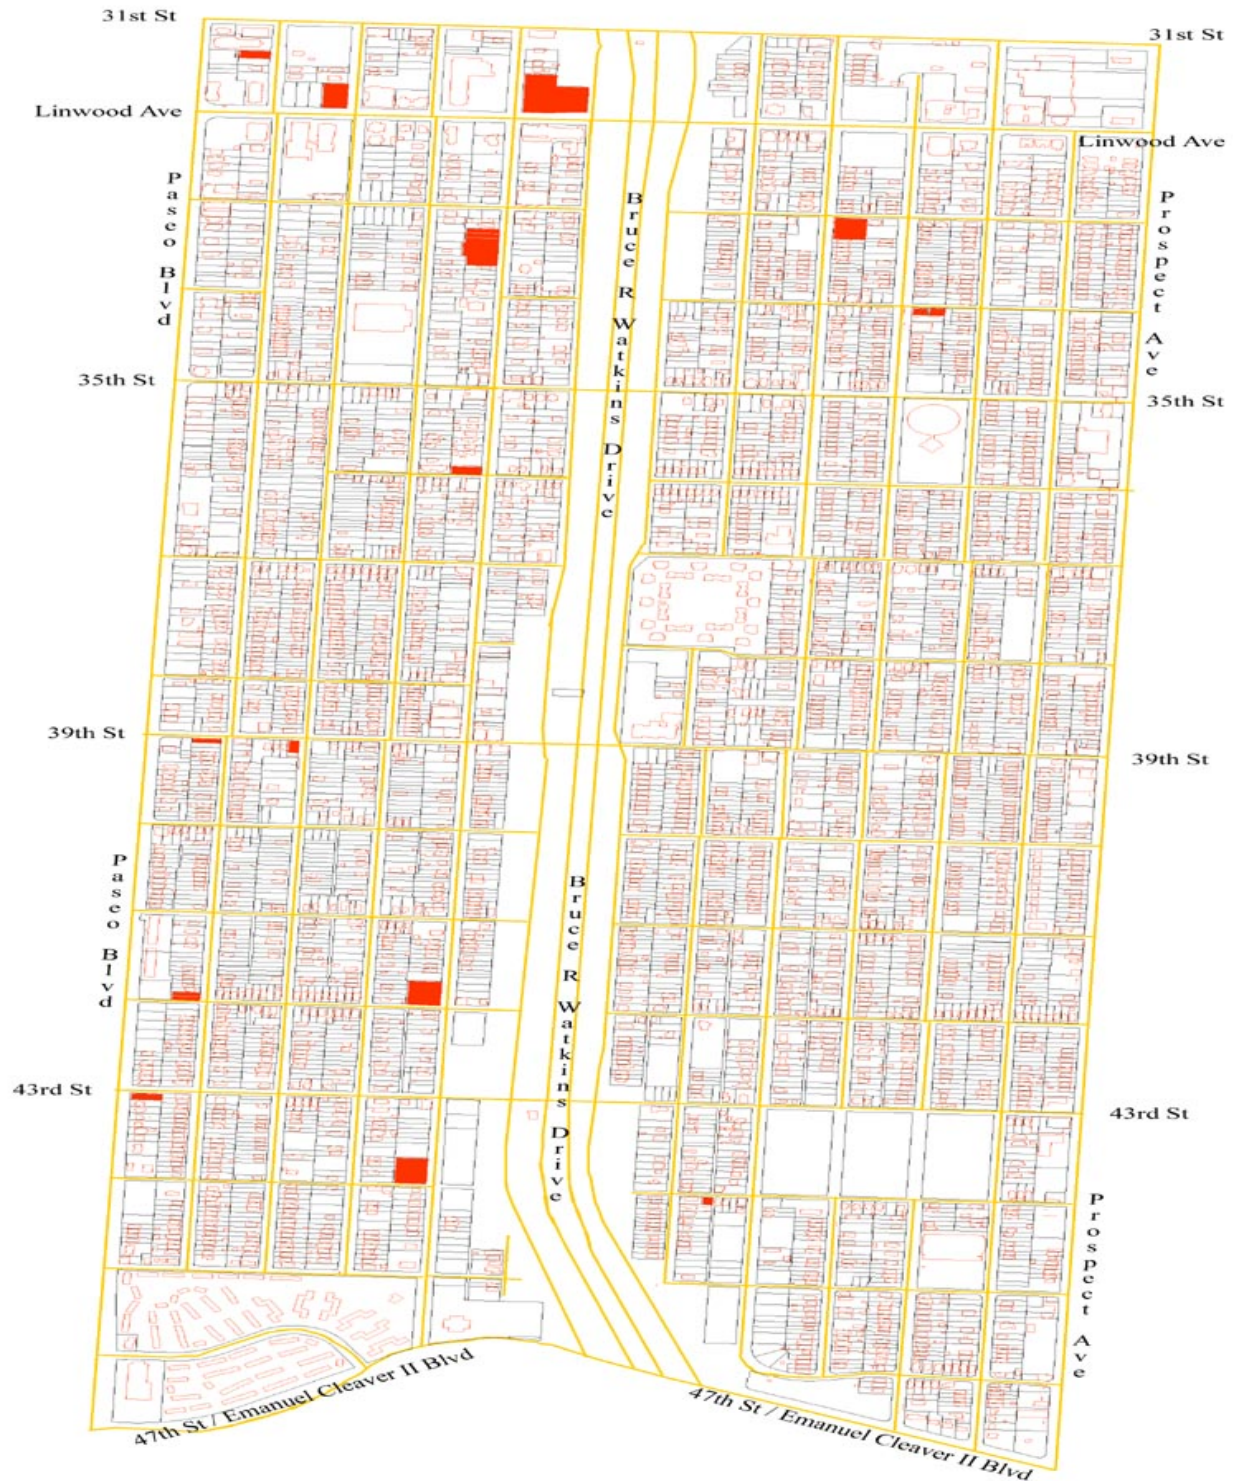 31st St
31st St
Linwood Ave
Linwood Ave
Paseo Blvd
Bruce R Watkins Drive
Prospect Ave
35th St
35th St
39th St
39th St
Paseo Blvd
Bruce R Watkins Drive
43rd St
43rd St
Prospect Ave
47th St / Emanuel Cleaver II Blvd
47th St / Emanuel Cleaver II Blvd